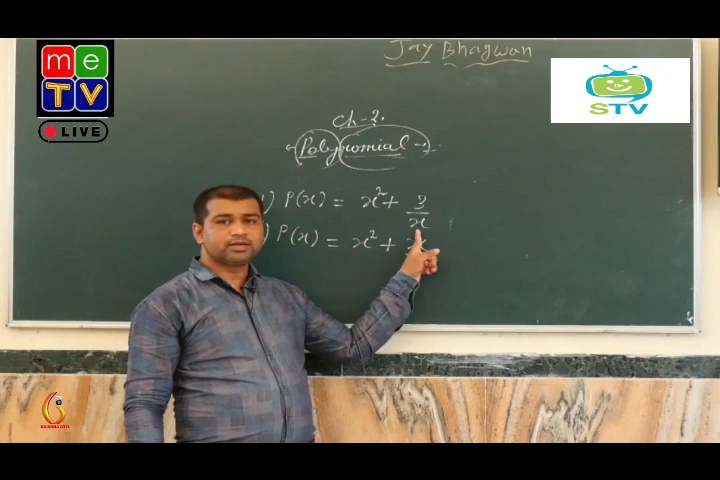 Jay Bhagwan
me
TV
LIVE
STV
Ch-2.
Polynomial
) P(x) = x² + 3/x
) P(x) = x² +